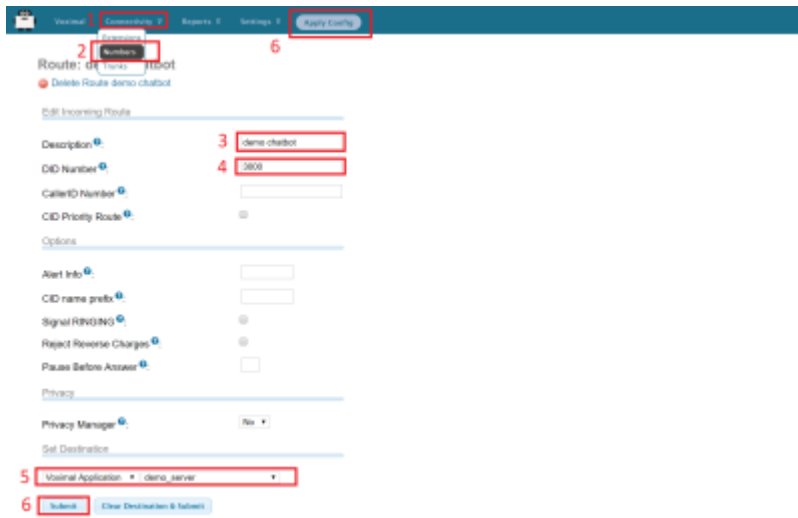 Voximal 1 Connectivity Reports Settings Apply Config
Extensions
2 Numbers 6
Trunks
Route: demo chatbot
Delete Route demo chatbot
Edit Incoming Route
Description : 3 demo chatbot
DID Number : 4 3000
CallerID Number :
CID Priority Route :
Options
Alert Info :
CID name prefix :
Signal RINGING :
Reject Reverse Charges :
Pause Before Answer :
Privacy
Privacy Manager : No
Set Destination
5 Voximal Application demo_server
6 Submit Clear Destination & Submit